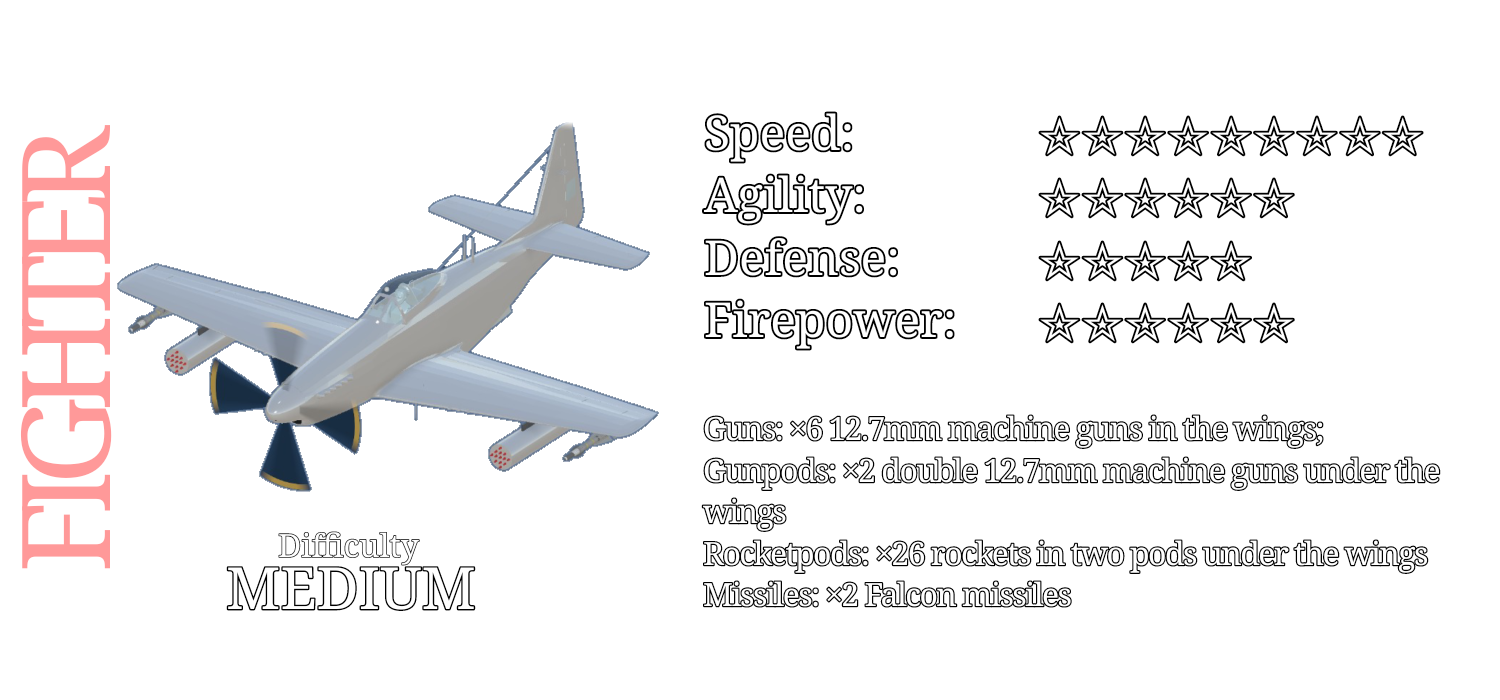 FIGHTER
Difficulty
MEDIUM
Speed: ☆☆☆☆☆☆☆☆☆
Agility: ☆☆☆☆☆☆
Defense: ☆☆☆☆☆
Firepower: ☆☆☆☆☆☆
Guns: ×6 12.7mm machine guns in the wings;
Gunpods: ×2 double 12.7mm machine guns under the
wings
Rocketpods: ×26 rockets in two pods under the wings
Missiles: ×2 Falcon missiles